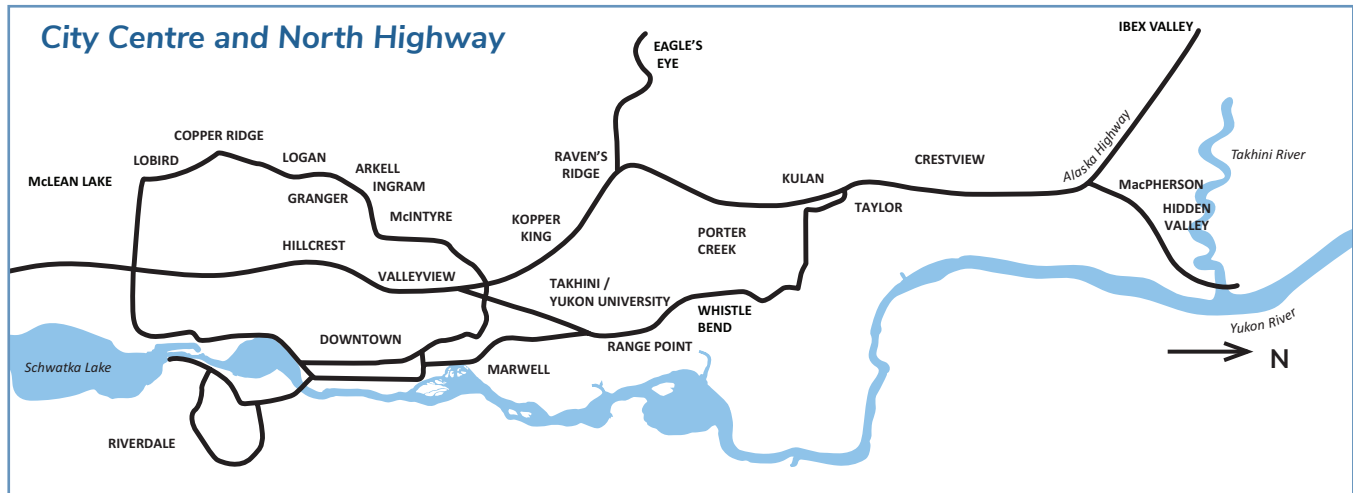 City Centre and North Highway
EAGLE'S
EYE
IBEX VALLEY
COPPER RIDGE
LOBIRD
LOGAN
ARKELL
INGRAM
McLEAN LAKE
GRANGER
McINTYRE
RAVEN'S
RIDGE
KULAN
CRESTVIEW
Alaska Highway
Takhini River
MacPHERSON
HIDDEN
VALLEY
TAYLOR
KOPPER
KING
PORTER
CREEK
HILLCREST
VALLEYVIEW
TAKHINI /
YUKON UNIVERSITY
WHISTLE
BEND
RANGE POINT
Yukon River
N
DOWNTOWN
MARWELL
Schwatka Lake
RIVERDALE